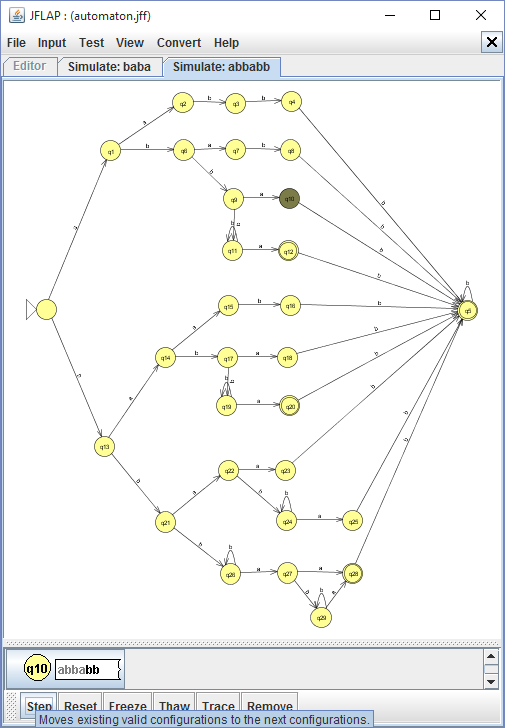 JFLAP : (automaton.jff)
File Input Test View Convert Help
Editor Simulate: baba Simulate: abbabb
q2 b q3 b q4
a
q1 b q6 a q7 b q8
b
b
b
q9 a q10
a
b
b a
q11 a q12
b
b
q5
q15 b q16 b
a
q14 b q17 a q18
b
b a
b
q19 a q20
a
b
q13
b
q22 a q23
a
b
b
b
q21
q24 a q25
b
b
b
q26 a q27 a q28
b
b
a
q29
q10 abbabb
Step Reset Freeze Thaw Trace Remove
Moves existing valid configurations to the next configurations.